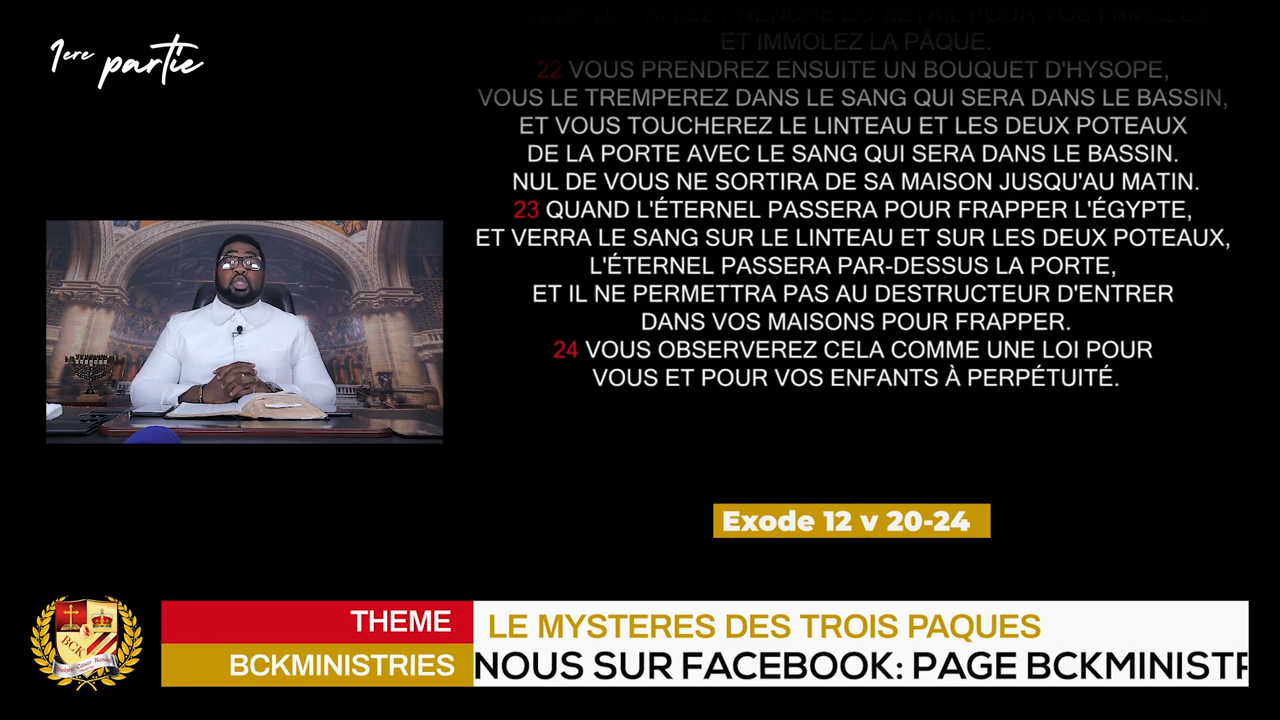 1ere partie
ET IMMOLEZ LA PÂQUE.
22 VOUS PRENDREZ ENSUITE UN BOUQUET D'HYSOPE,
VOUS LE TREMPEREZ DANS LE SANG QUI SERA DANS LE BASSIN,
ET VOUS TOUCHEREZ LE LINTEAU ET LES DEUX POTEAUX
DE LA PORTE AVEC LE SANG QUI SERA DANS LE BASSIN.
NUL DE VOUS NE SORTIRA DE SA MAISON JUSQU'AU MATIN.
23 QUAND L'ÉTERNEL PASSERA POUR FRAPPER L'ÉGYPTE,
ET VERRA LE SANG SUR LE LINTEAU ET SUR LES DEUX POTEAUX,
L'ÉTERNEL PASSERA PAR-DESSUS LA PORTE,
ET IL NE PERMETTRA PAS AU DESTRUCTEUR D'ENTRER
DANS VOS MAISONS POUR FRAPPER.
24 VOUS OBSERVEREZ CELA COMME UNE LOI POUR
VOUS ET POUR VOS ENFANTS À PERPÉTUITÉ.
Exode 12 v 20-24
THEME
LE MYSTERES DES TROIS PAQUES
BCKMINISTRIES
NOUS SUR FACEBOOK: PAGE BCKMINISTR
BCK